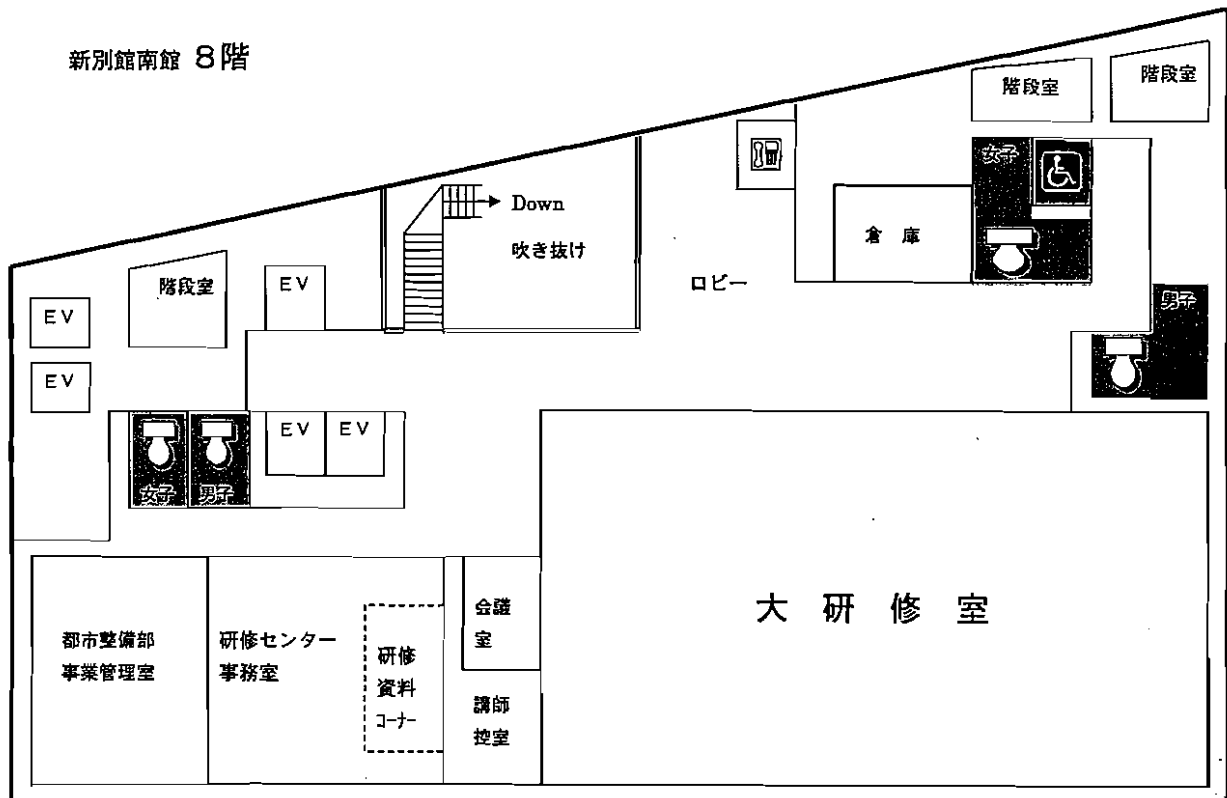 新別館南館 8階
階段室
階段室
女子
Down
吹き抜け
倉 庫
ロビー
階段室
EV
EV
男子
EV
EV
EV
女子
男子
大 研 修 室
都市整備部
事業管理室
研修センター
事務室
研修
資料
コーナー
会議
室
講師
控室